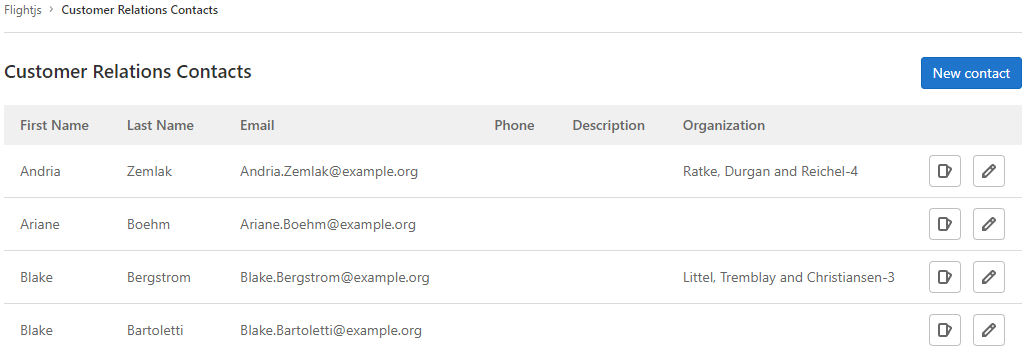 Flightjs > Customer Relations Contacts
Customer Relations Contacts New contact
First Name Last Name Email Phone Description Organization
Andria Zemlak Andria.Zemlak@example.org Ratke, Durgan and Reichel-4
Ariane Boehm Ariane.Boehm@example.org
Blake Bergstrom Blake.Bergstrom@example.org Littel, Tremblay and Christiansen-3
Blake Bartoletti Blake.Bartoletti@example.org